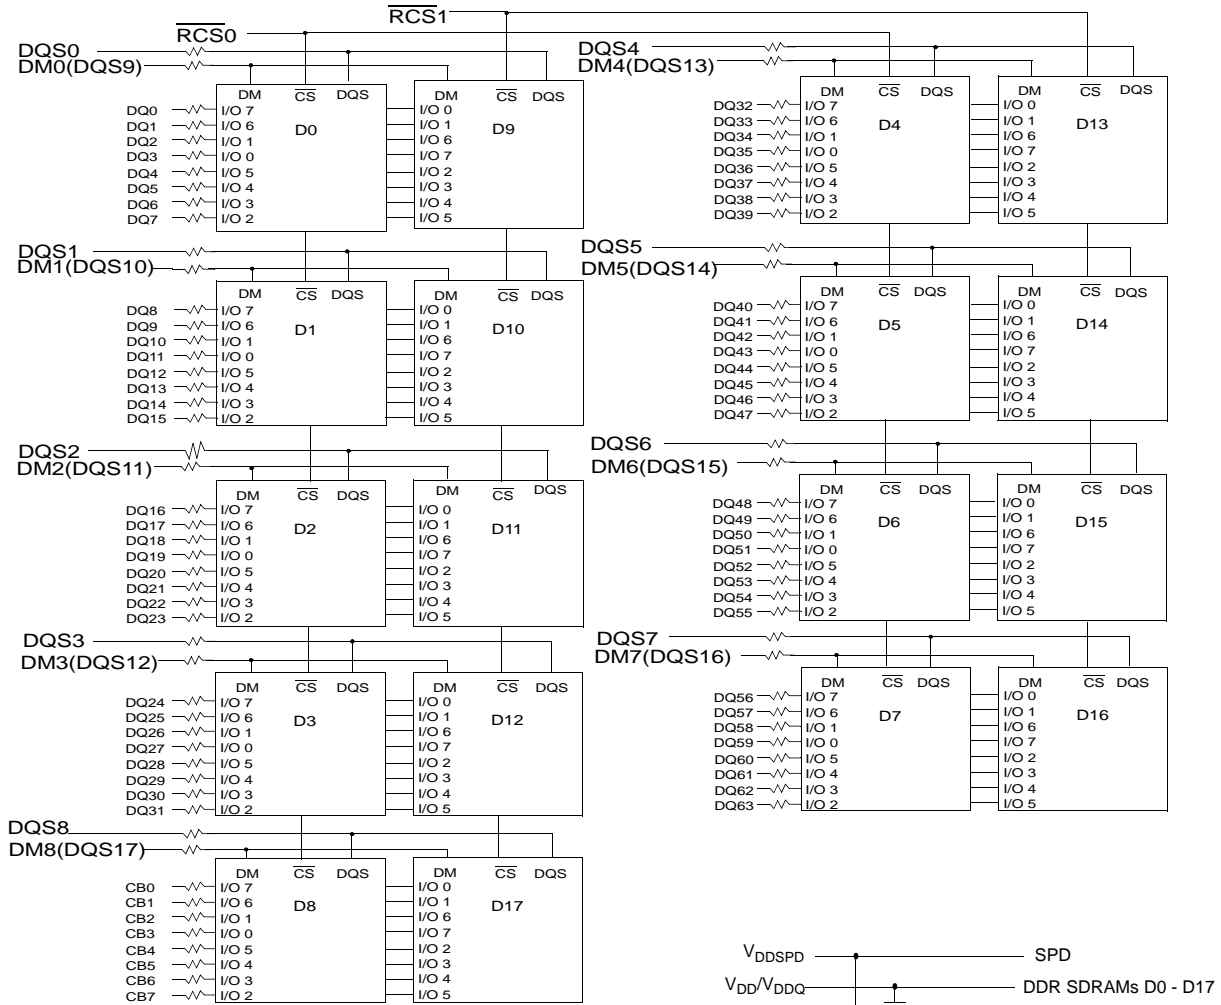 RCS1
RCS0
DQS0
DM0(DQS9)
DM CS DQS DM CS DQS
D0 D9
DQ0 I/O 7 I/O 0
DQ1 I/O 6 I/O 1
DQ2 I/O 1 I/O 6
DQ3 I/O 0 I/O 7
DQ4 I/O 5 I/O 2
DQ5 I/O 4 I/O 3
DQ6 I/O 3 I/O 4
DQ7 I/O 2 I/O 5
DQS1
DM1(DQS10)
DM CS DQS DM CS DQS
D1 D10
DQ8 I/O 7 I/O 0
DQ9 I/O 6 I/O 1
DQ10 I/O 1 I/O 6
DQ11 I/O 0 I/O 7
DQ12 I/O 5 I/O 2
DQ13 I/O 4 I/O 3
DQ14 I/O 3 I/O 4
DQ15 I/O 2 I/O 5
DQS2
DM2(DQS11)
DM CS DQS DM CS DQS
D2 D11
DQ16 I/O 7 I/O 0
DQ17 I/O 6 I/O 1
DQ18 I/O 1 I/O 6
DQ19 I/O 0 I/O 7
DQ20 I/O 5 I/O 2
DQ21 I/O 4 I/O 3
DQ22 I/O 3 I/O 4
DQ23 I/O 2 I/O 5
DQS3
DM3(DQS12)
DM CS DQS DM CS DQS
D3 D12
DQ24 I/O 7 I/O 0
DQ25 I/O 6 I/O 1
DQ26 I/O 1 I/O 6
DQ27 I/O 0 I/O 7
DQ28 I/O 5 I/O 2
DQ29 I/O 4 I/O 3
DQ30 I/O 3 I/O 4
DQ31 I/O 2 I/O 5
DQS8
DM8(DQS17)
DM CS DQS DM CS DQS
D8 D17
CB0 I/O 7 I/O 0
CB1 I/O 6 I/O 1
CB2 I/O 1 I/O 6
CB3 I/O 0 I/O 7
CB4 I/O 5 I/O 2
CB5 I/O 4 I/O 3
CB6 I/O 3 I/O 4
CB7 I/O 2 I/O 5
DQS4
DM4(DQS13)
DM CS DQS DM CS DQS
D4 D13
DQ32 I/O 7 I/O 0
DQ33 I/O 6 I/O 1
DQ34 I/O 1 I/O 6
DQ35 I/O 0 I/O 7
DQ36 I/O 5 I/O 2
DQ37 I/O 4 I/O 3
DQ38 I/O 3 I/O 4
DQ39 I/O 2 I/O 5
DQS5
DM5(DQS14)
DM CS DQS DM CS DQS
D5 D14
DQ40 I/O 7 I/O 0
DQ41 I/O 6 I/O 1
DQ42 I/O 1 I/O 6
DQ43 I/O 0 I/O 7
DQ44 I/O 5 I/O 2
DQ45 I/O 4 I/O 3
DQ46 I/O 3 I/O 4
DQ47 I/O 2 I/O 5
DQS6
DM6(DQS15)
DM CS DQS DM CS DQS
D6 D15
DQ48 I/O 7 I/O 0
DQ49 I/O 6 I/O 1
DQ50 I/O 1 I/O 6
DQ51 I/O 0 I/O 7
DQ52 I/O 5 I/O 2
DQ53 I/O 4 I/O 3
DQ54 I/O 3 I/O 4
DQ55 I/O 2 I/O 5
DQS7
DM7(DQS16)
DM CS DQS DM CS DQS
D7 D16
DQ56 I/O 7 I/O 0
DQ57 I/O 6 I/O 1
DQ58 I/O 1 I/O 6
DQ59 I/O 0 I/O 7
DQ60 I/O 5 I/O 2
DQ61 I/O 4 I/O 3
DQ62 I/O 3 I/O 4
DQ63 I/O 2 I/O 5
VDDSPD SPD
VDD/VDDQ DDR SDRAMs D0 - D17